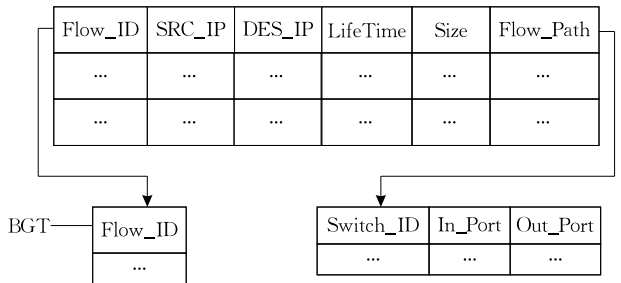 Flow_ID SRC_IP DES_IP LifeTime Size Flow_Path
... ... ... ... ... ...
... ... ... ... ... ...
BGT Flow_ID Switch_ID In_Port Out_Port
... ... ... ...